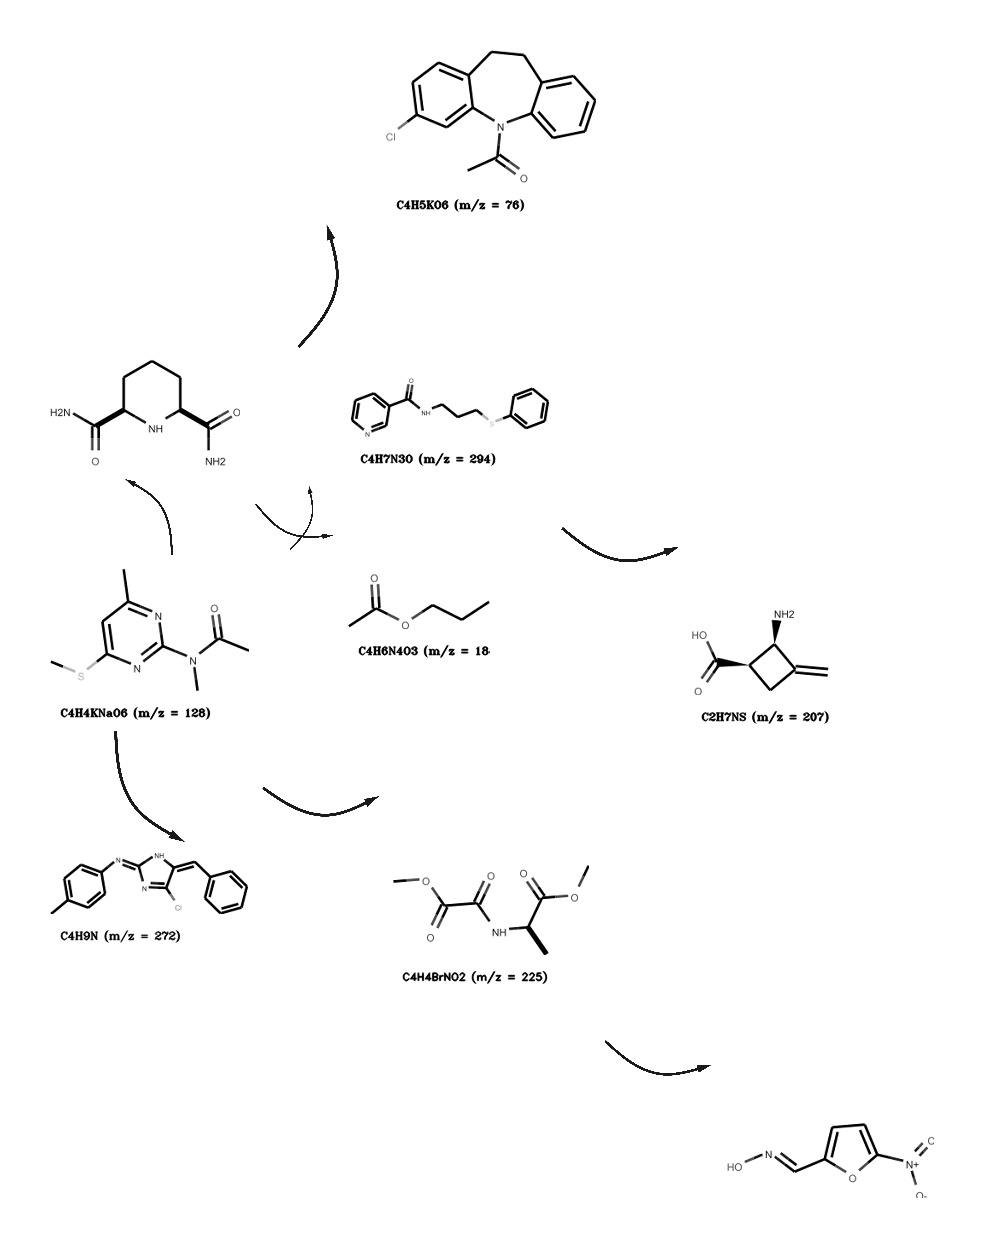 Cl
N
O
C4H5KO6 (m/z = 76)
H2N
O
NH
O
NH2
O
NH
N
S
C4H7N3O (m/z = 294)
O
O
C4H6N4O3 (m/z = 18
N
O
N
N
S
C4H4KNaO6 (m/z = 128)
NH2
HO
O
C2H7NS (m/z = 207)
N
NH
N
Cl
C4H9N (m/z = 272)
O
O
O
O
O
NH
C4H4BrNO2 (m/z = 225)
HO
N
O
N+
O-